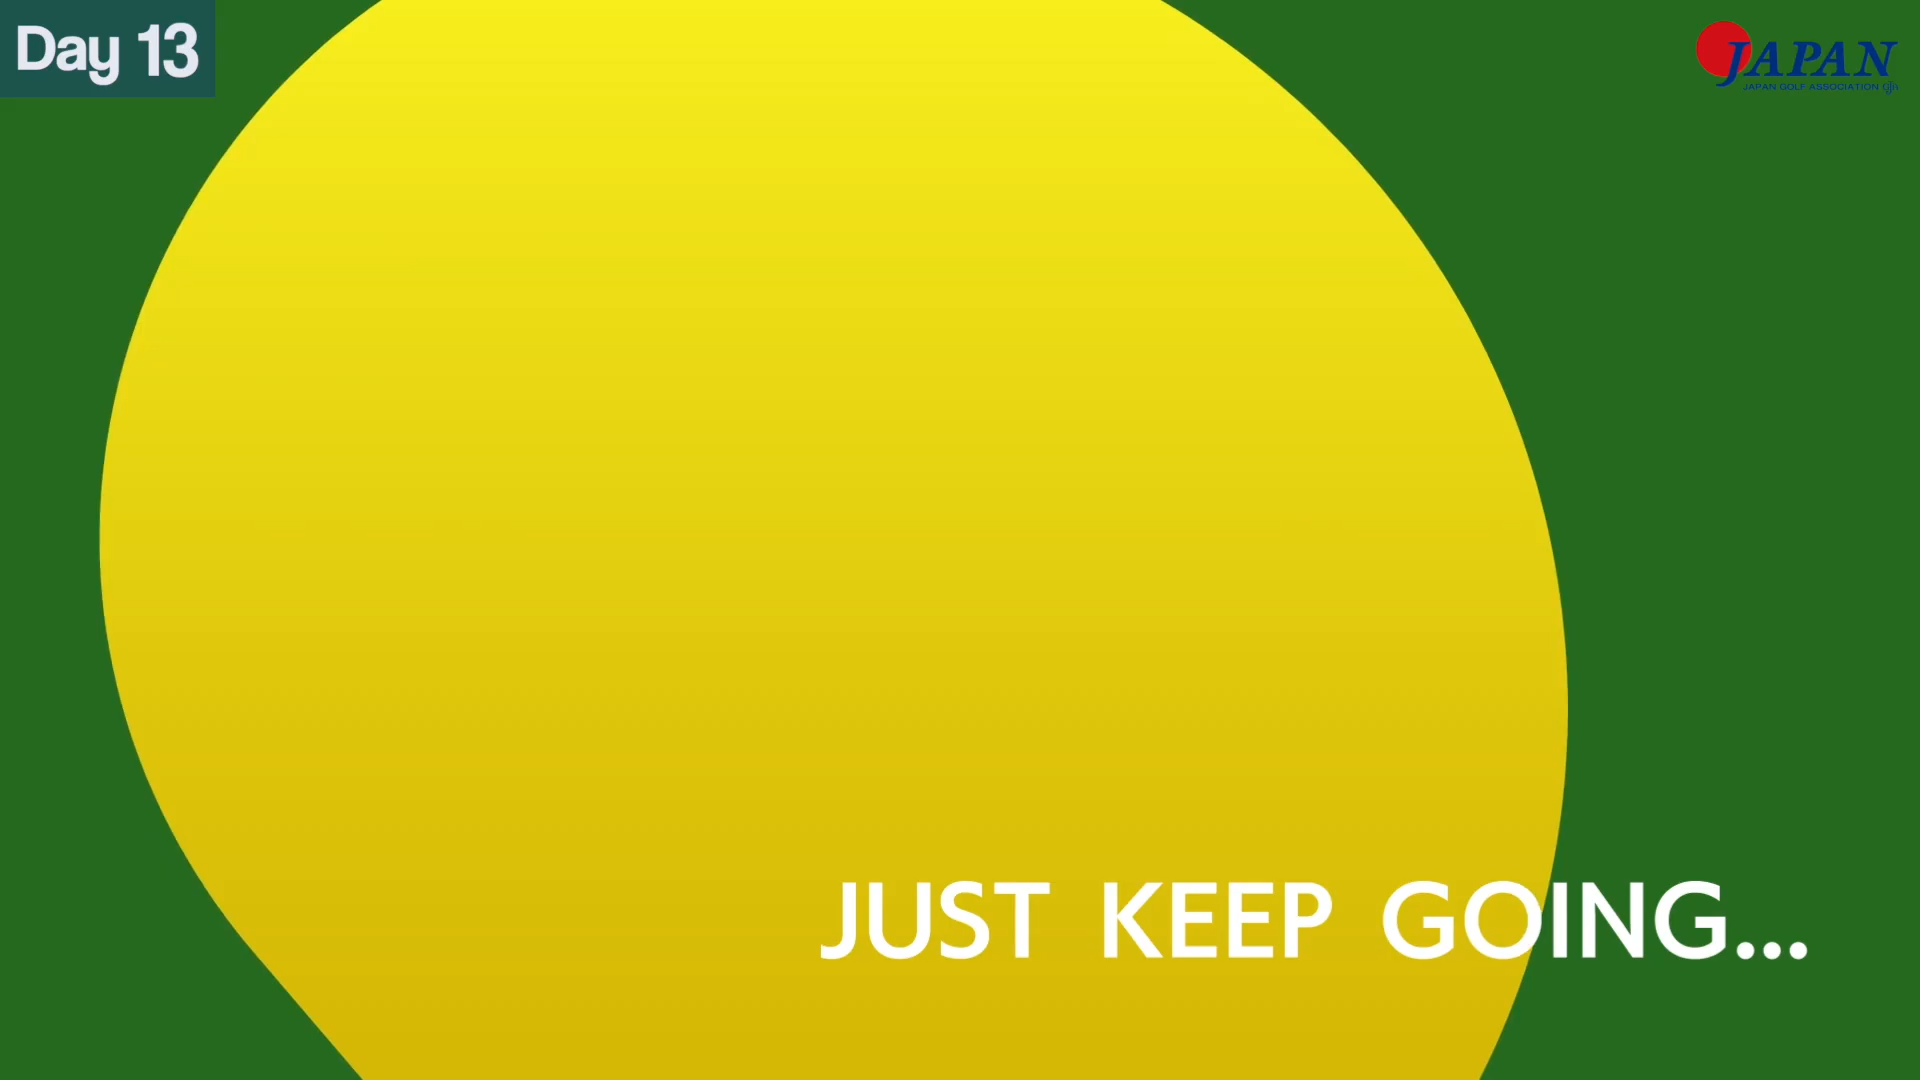 Day 13
JAPAN
JAPAN GOLF ASSOCIATION
JUST KEEP GOING...